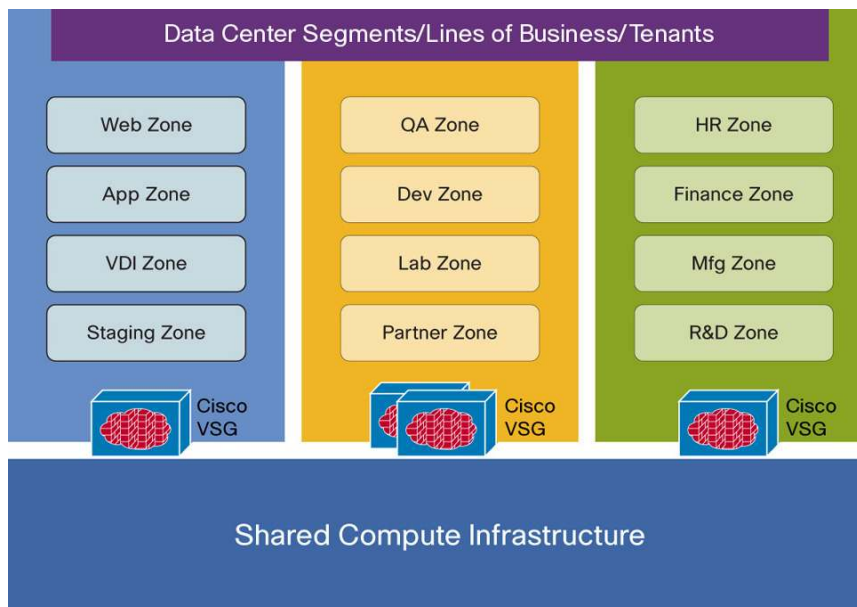 Data Center Segments/Lines of Business/Tenants
Web Zone
App Zone
VDI Zone
Staging Zone
Cisco
VSG
QA Zone
Dev Zone
Lab Zone
Partner Zone
Cisco
VSG
HR Zone
Finance Zone
Mfg Zone
R&D Zone
Cisco
VSG
Shared Compute Infrastructure